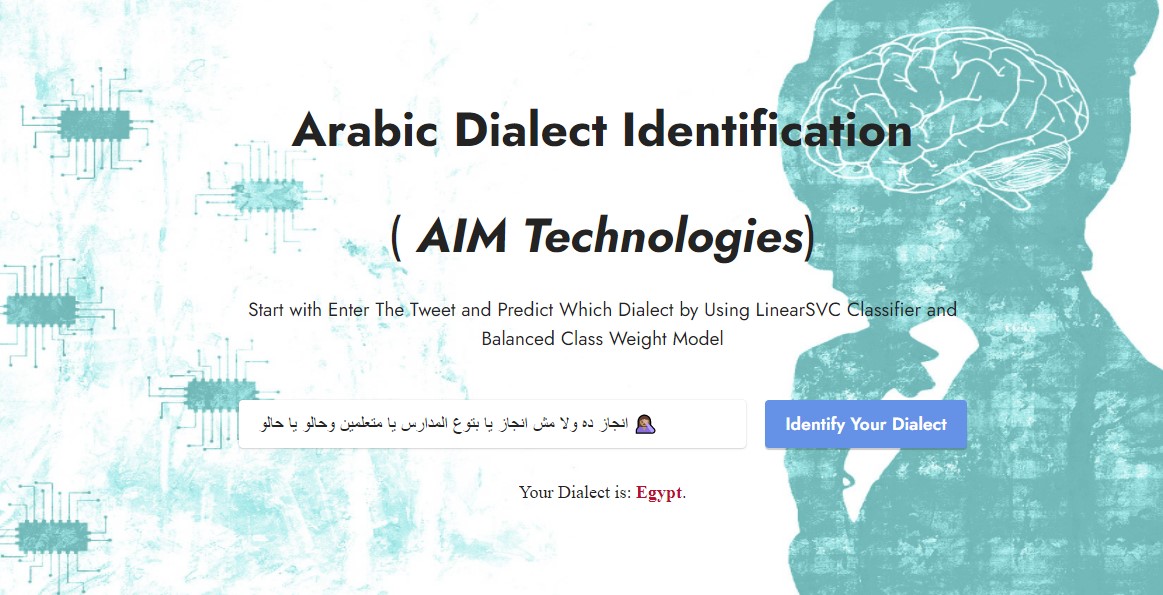 Arabic Dialect Identification
( AIM Technologies)
Start with Enter The Tweet and Predict Which Dialect by Using LinearSVC Classifier and
Balanced Class Weight Model
انجاز ده ولا مش انجاز يا بتوع المدارس يا متعلمين وحالو يا حالو 🤦🏽‍♀️
Identify Your Dialect
Your Dialect is: Egypt.